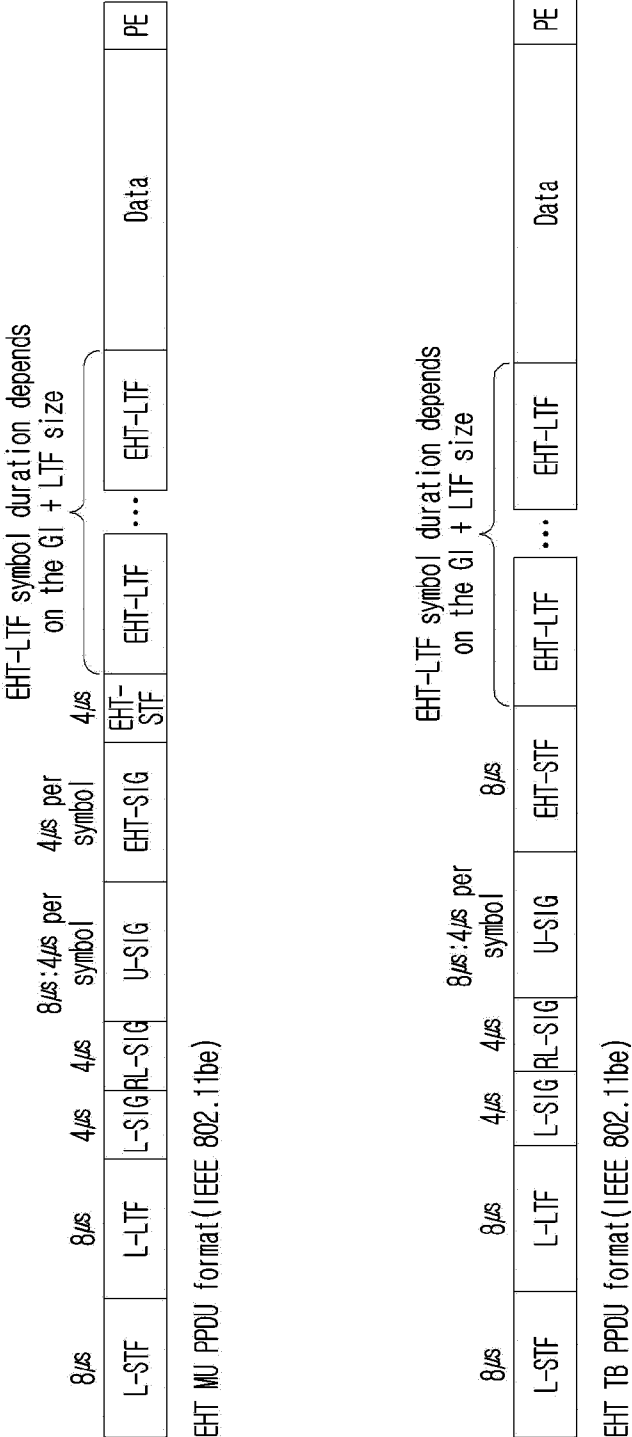 EHT-LTF symbol duration depends
on the GI + LTF size
8µs
8µs
4µs
4µs
8µs:4µs per
symbol
4µs per
symbol
4µs
L-STF
L-LTF
L-SIG
RL-SIG
U-SIG
EHT-SIG
EHT-
STF
EHT-LTF
...
EHT-LTF
Data
PE
EHT MU PPDU format(IEEE 802.11be)
EHT-LTF symbol duration depends
on the GI + LTF size
8µs
8µs
4µs
4µs
8µs:4µs per
symbol
8µs
L-STF
L-LTF
L-SIG
RL-SIG
U-SIG
EHT-STF
EHT-LTF
...
EHT-LTF
Data
PE
EHT TB PPDU format(IEEE 802.11be)